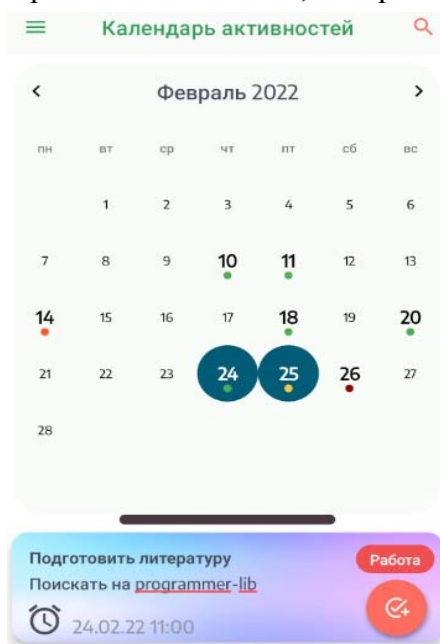 Календарь активностей
Февраль 2022
пн вт ср чт пт сб вс
1 2 3 4 5 6
7 8 9 10 11 12 13
14 15 16 17 18 19 20
21 22 23 24 25 26 27
28
Подготовить литературу
Работа
Поискать на programmer-lib
24.02.22 11:00